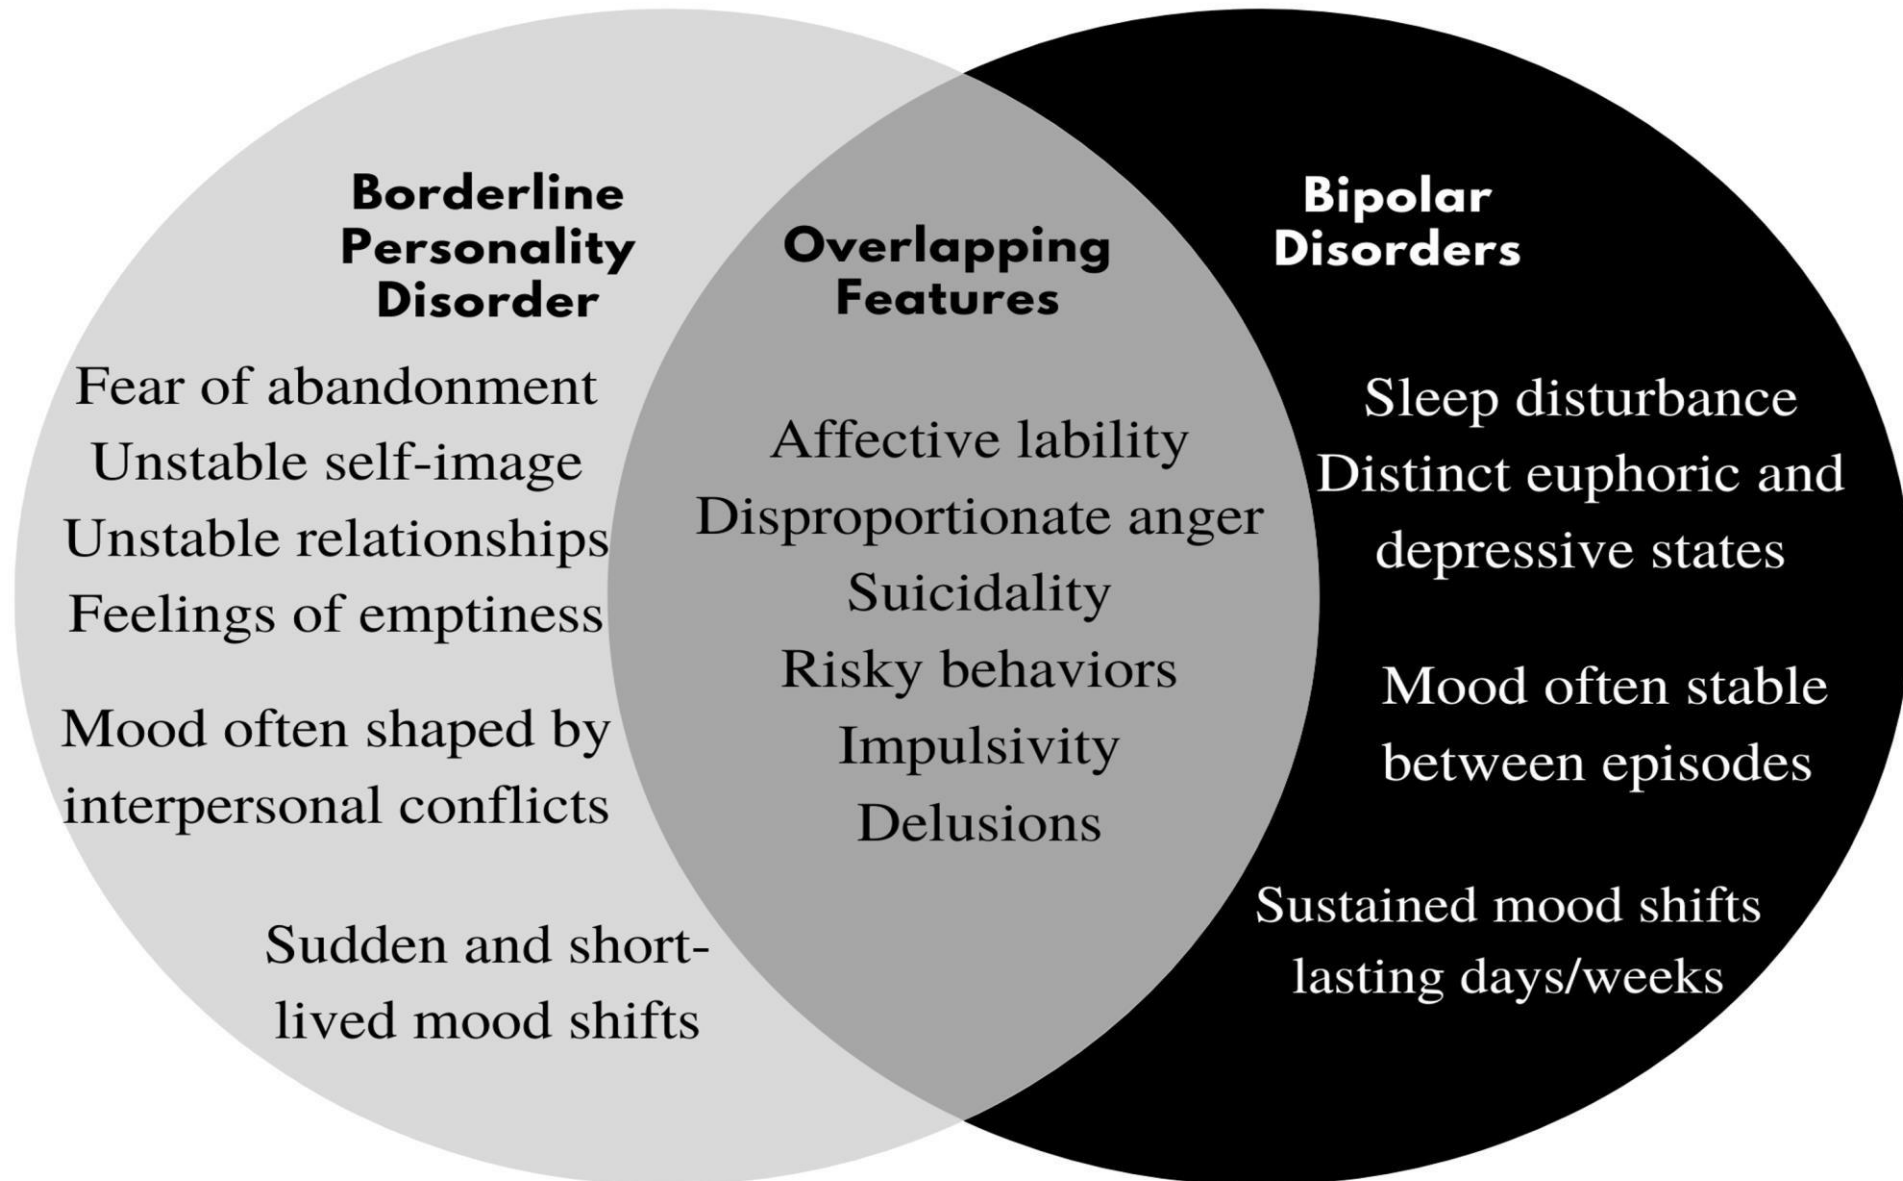 Borderline
Personality
Disorder
Fear of abandonment
Unstable self-image
Unstable relationships
Feelings of emptiness
Mood often shaped by
interpersonal conflicts
Sudden and short-
lived mood shifts
Overlapping
Features
Affective lability
Disproportionate anger
Suicidality
Risky behaviors
Impulsivity
Delusions
Bipolar
Disorders
Sleep disturbance
Distinct euphoric and
depressive states
Mood often stable
between episodes
Sustained mood shifts
lasting days/weeks